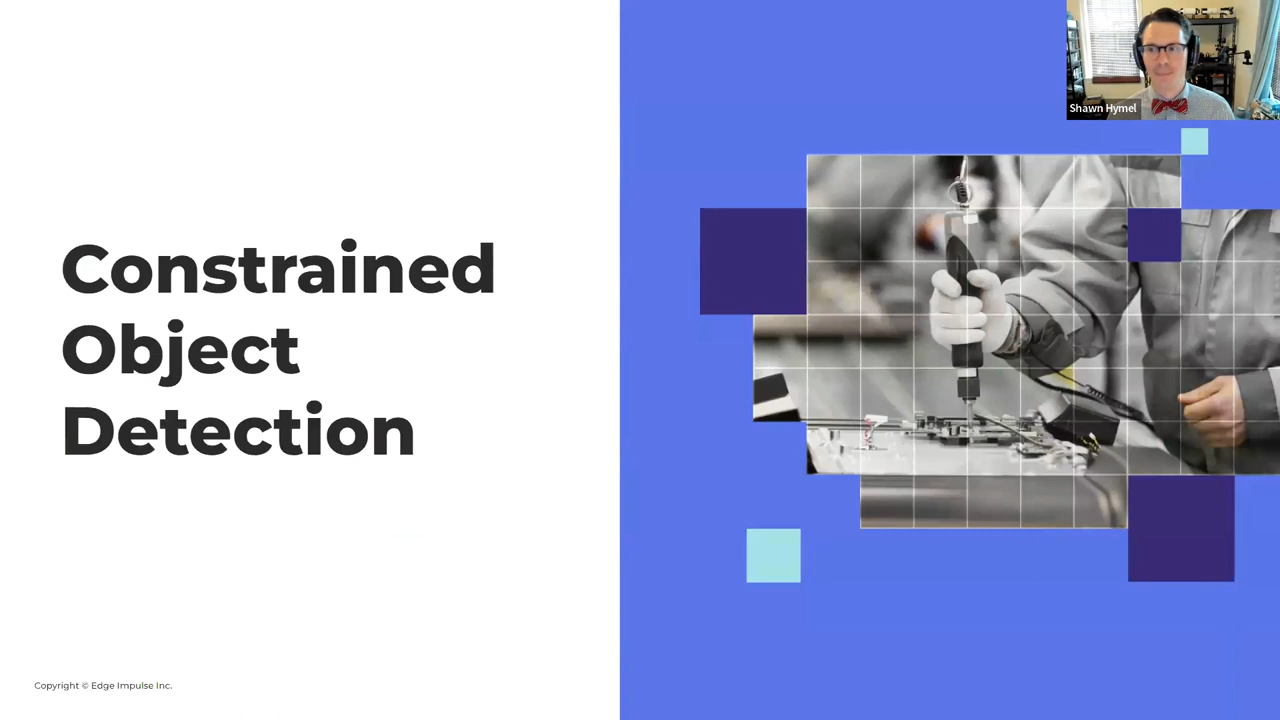 Shawn Hymel
Constrained
Object
Detection
Copyright © Edge Impulse Inc.